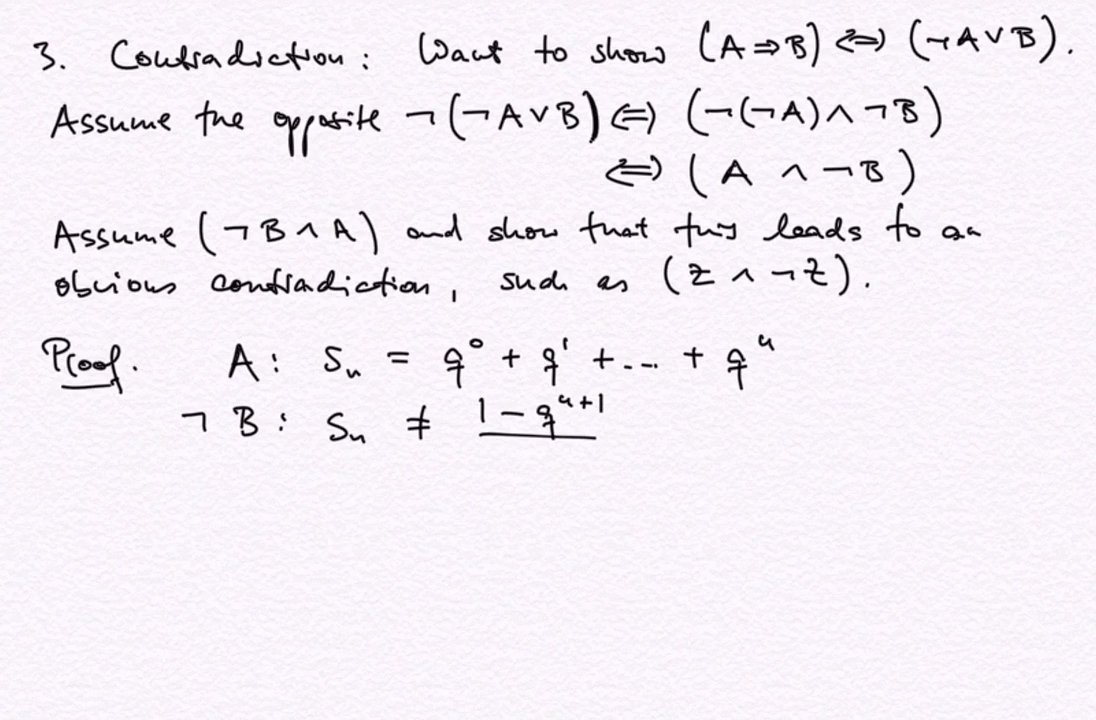 3. Contradiction: Want to show (A ⇒ B) ⇔ (¬A ∨ B).
Assume the opposite ¬(¬A ∨ B) ⇔ (¬(¬A) ∧ ¬B)
⇔ (A ∧ ¬B)
Assume (¬B ∧ A) and show that this leads to an
obvious contradiction, such as (Z ∧ ¬Z).
Proof. A: Sₙ = q⁰ + q¹ + ... + qⁿ
¬B: Sₙ ≠ 1 − qⁿ⁺¹